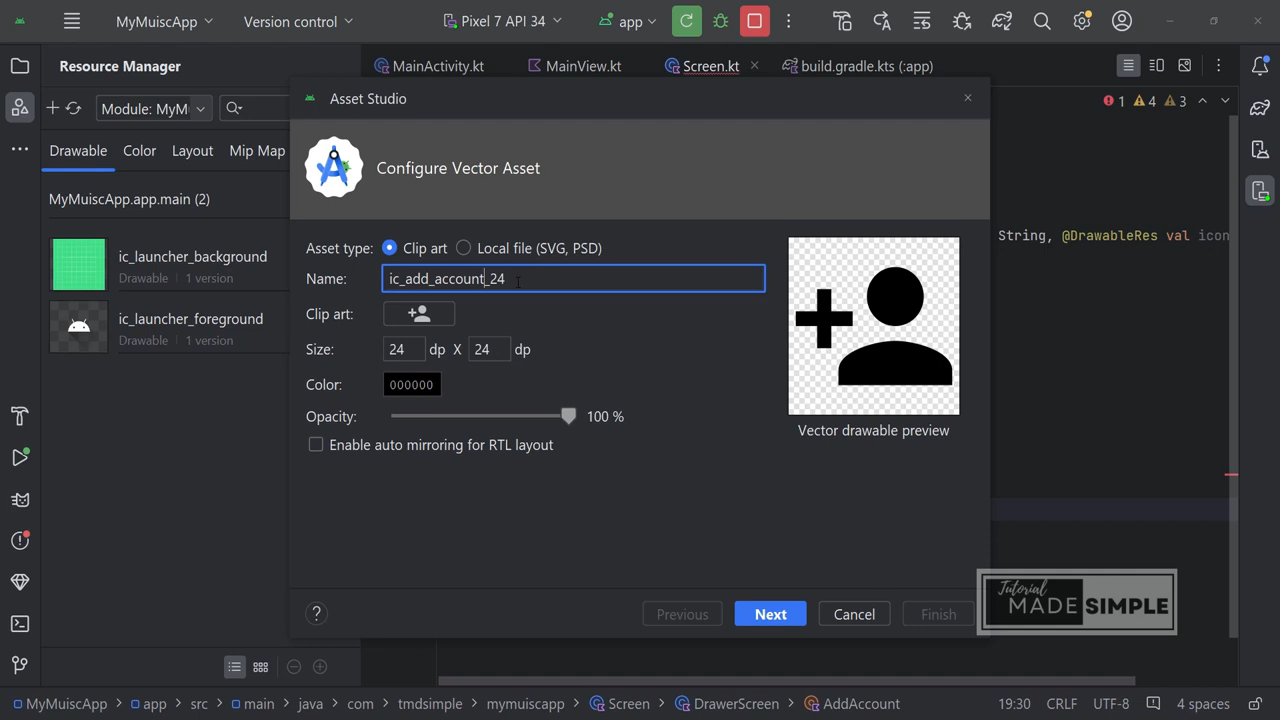 MyMuiscApp
Version control
Pixel 7 API 34
app
Resource Manager
MainActivity.kt
MainView.kt
Screen.kt
build.gradle.kts (:app)
Module: MyM
Asset Studio
1 4 3
Drawable
Color
Layout
Mip Map
Configure Vector Asset
MyMuiscApp.app.main (2)
String, @DrawableRes val icon
ic_launcher_background
Drawable | 1 version
ic_launcher_foreground
Drawable | 1 version
Asset type: Clip art Local file (SVG, PSD)
Name: ic_add_account_24
Clip art:
Size: 24 dp X 24 dp
Color: 000000
Opacity: 100 %
Enable auto mirroring for RTL layout
Vector drawable preview
? Previous Next Cancel Finish
Tutorial
MADE SIMPLE
MyMuiscApp > app > src > main > java > com > tmdsimple > mymuiscapp > Screen > DrawerScreen > AddAccount
19:30 CRLF UTF-8 4 spaces